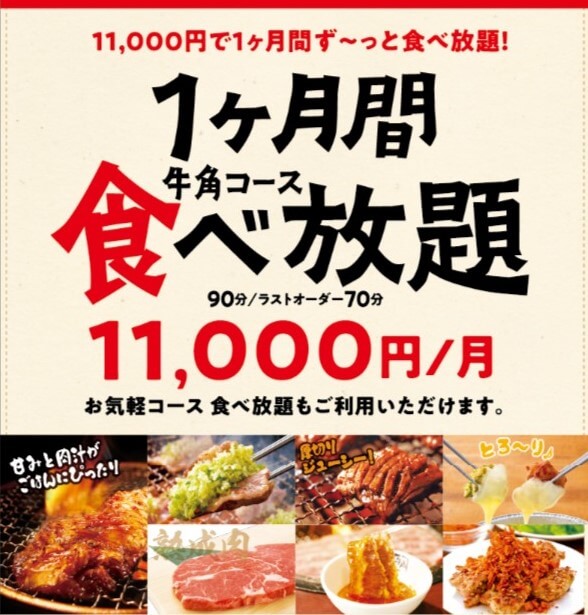 11,000円で1ヶ月間ず〜っと食べ放題!
1ヶ月間
牛角コース
食べ放題
90分/ラストオーダー70分
11,000円/月
お気軽コース 食べ放題もご利用いただけます。
甘みと肉汁が
ごはんにぴったり
厚切り
ジューシー!
とろ〜り♪
熟成肉